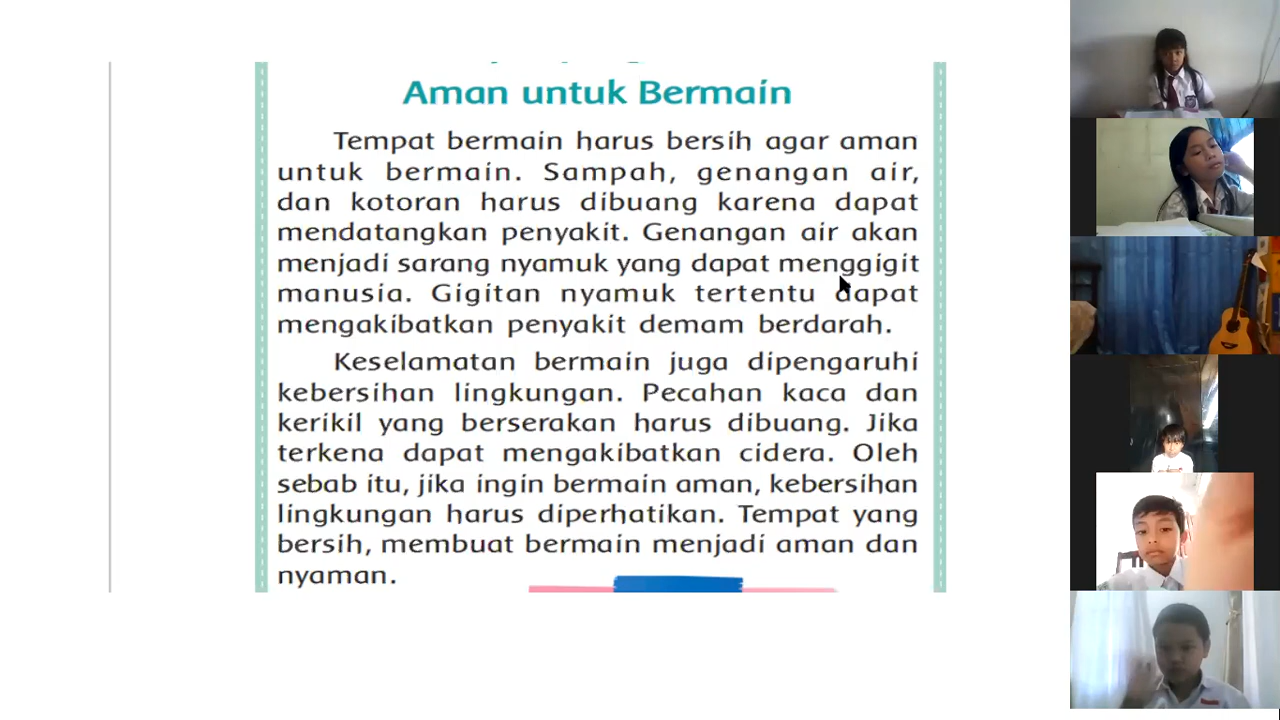 Aman untuk Bermain
Tempat bermain harus bersih agar aman
untuk bermain. Sampah, genangan air,
dan kotoran harus dibuang karena dapat
mendatangkan penyakit. Genangan air akan
menjadi sarang nyamuk yang dapat menggigit
manusia. Gigitan nyamuk tertentu dapat
mengakibatkan penyakit demam berdarah.
Keselamatan bermain juga dipengaruhi
kebersihan lingkungan. Pecahan kaca dan
kerikil yang berserakan harus dibuang. Jika
terkena dapat mengakibatkan cidera. Oleh
sebab itu, jika ingin bermain aman, kebersihan
lingkungan harus diperhatikan. Tempat yang
bersih, membuat bermain menjadi aman dan
nyaman.